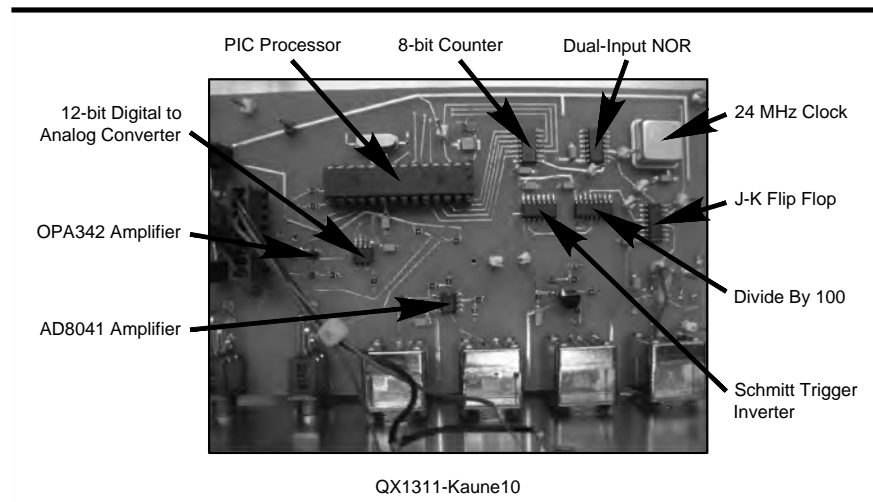 PIC Processor
8-bit Counter
Dual-Input NOR
12-bit Digital to
Analog Converter
24 MHz Clock
J-K Flip Flop
OPA342 Amplifier
Divide By 100
AD8041 Amplifier
Schmitt Trigger
Inverter
QX1311-Kaune10